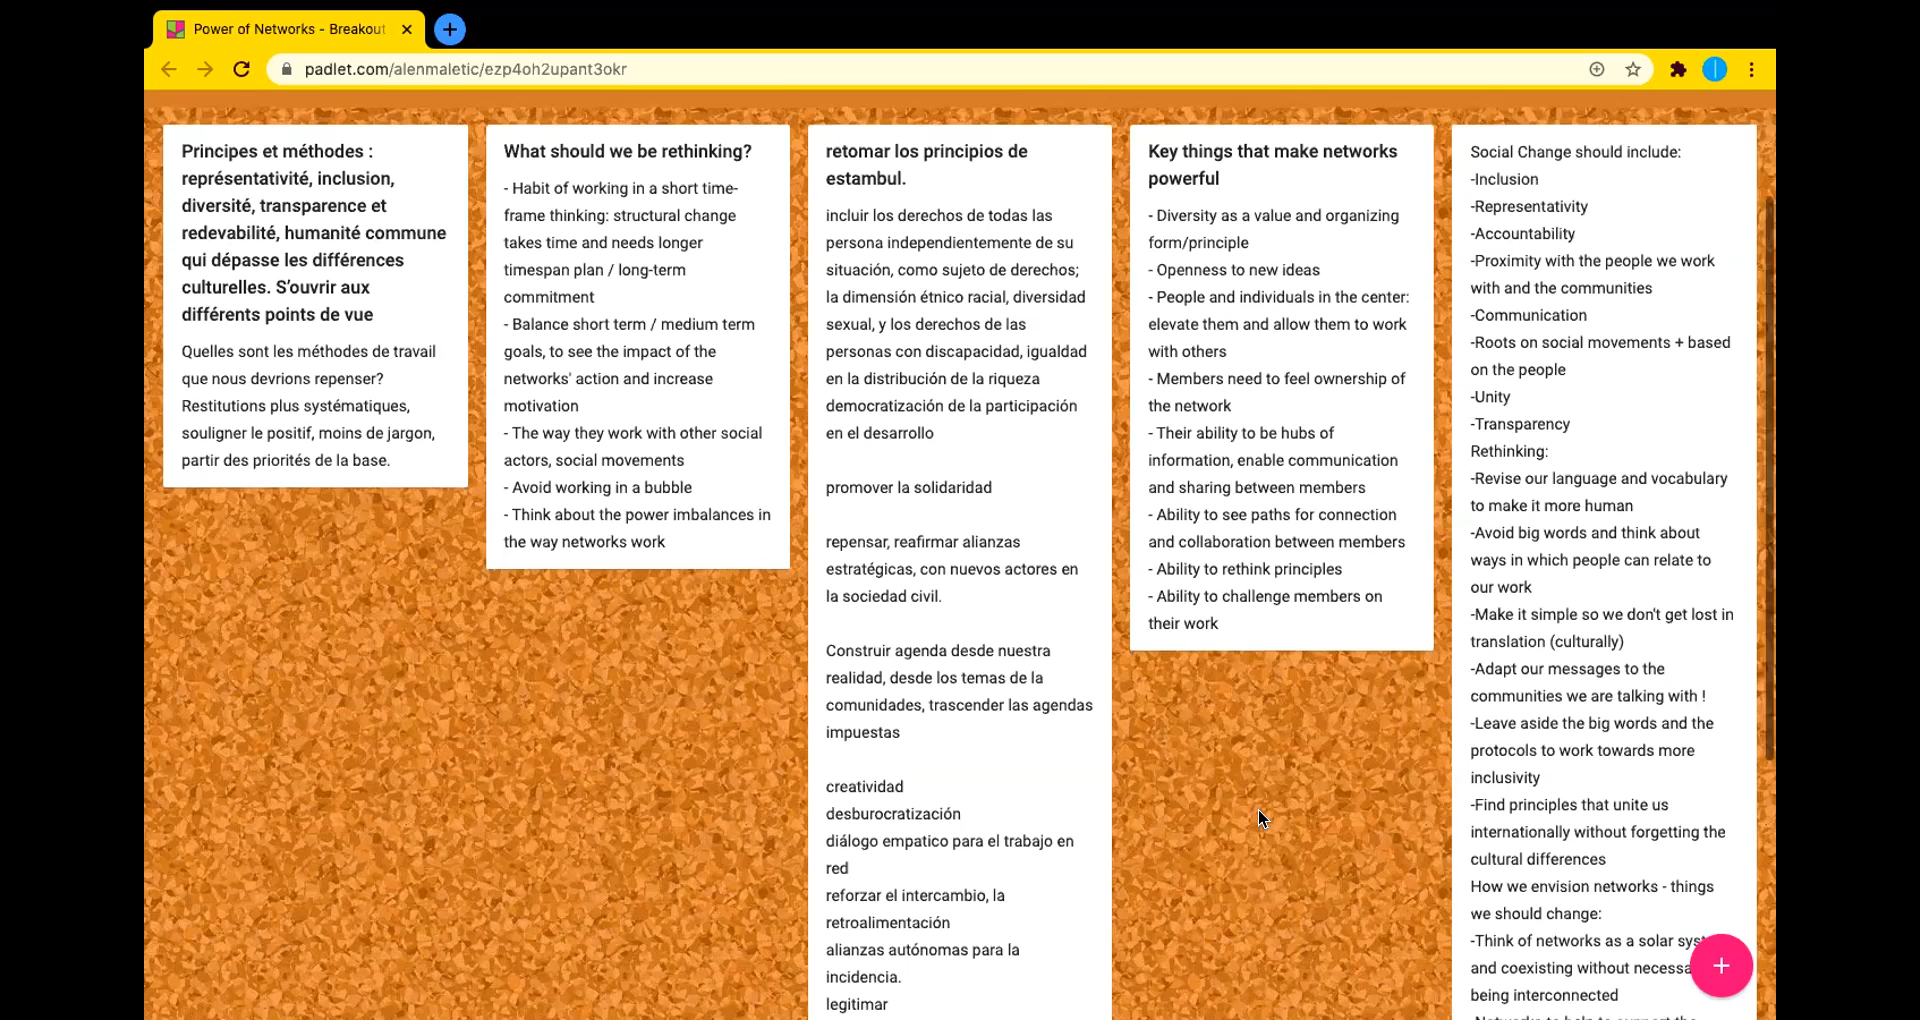 Power of Networks - Breakout
padlet.com/alenmaletic/ezp4oh2upant3okr
Principes et méthodes :
représentativité, inclusion,
diversité, transparence et
redevabilité, humanité commune
qui dépasse les différences
culturelles. S’ouvrir aux
différents points de vue
Quelles sont les méthodes de travail
que nous devrions repenser?
Restitutions plus systématiques,
souligner le positif, moins de jargon,
partir des priorités de la base.
What should we be rethinking?
- Habit of working in a short time-
frame thinking: structural change
takes time and needs longer
timespan plan / long-term
commitment
- Balance short term / medium term
goals, to see the impact of the
networks' action and increase
motivation
- The way they work with other social
actors, social movements
- Avoid working in a bubble
- Think about the power imbalances in
the way networks work
retomar los principios de
estambul.
incluir los derechos de todas las
persona independientemente de su
situación, como sujeto de derechos;
la dimensión étnico racial, diversidad
sexual, y los derechos de las
personas con discapacidad, igualdad
en la distribución de la riqueza
democratización de la participación
en el desarrollo
promover la solidaridad
repensar, reafirmar alianzas
estratégicas, con nuevos actores en
la sociedad civil.
Construir agenda desde nuestra
realidad, desde los temas de la
comunidades, trascender las agendas
impuestas
creatividad
desburocratización
diálogo empatico para el trabajo en
red
reforzar el intercambio, la
retroalimentación
alianzas autónomas para la
incidencia.
legitimar
Key things that make networks
powerful
- Diversity as a value and organizing
form/principle
- Openness to new ideas
- People and individuals in the center:
elevate them and allow them to work
with others
- Members need to feel ownership of
the network
- Their ability to be hubs of
information, enable communication
and sharing between members
- Ability to see paths for connection
and collaboration between members
- Ability to rethink principles
- Ability to challenge members on
their work
Social Change should include:
-Inclusion
-Representativity
-Accountability
-Proximity with the people we work
with and the communities
-Communication
-Roots on social movements + based
on the people
-Unity
-Transparency
Rethinking:
-Revise our language and vocabulary
to make it more human
-Avoid big words and think about
ways in which people can relate to
our work
-Make it simple so we don't get lost in
translation (culturally)
-Adapt our messages to the
communities we are talking with !
-Leave aside the big words and the
protocols to work towards more
inclusivity
-Find principles that unite us
internationally without forgetting the
cultural differences
How we envision networks - things
we should change:
-Think of networks as a solar
and coexisting without
being interconnected